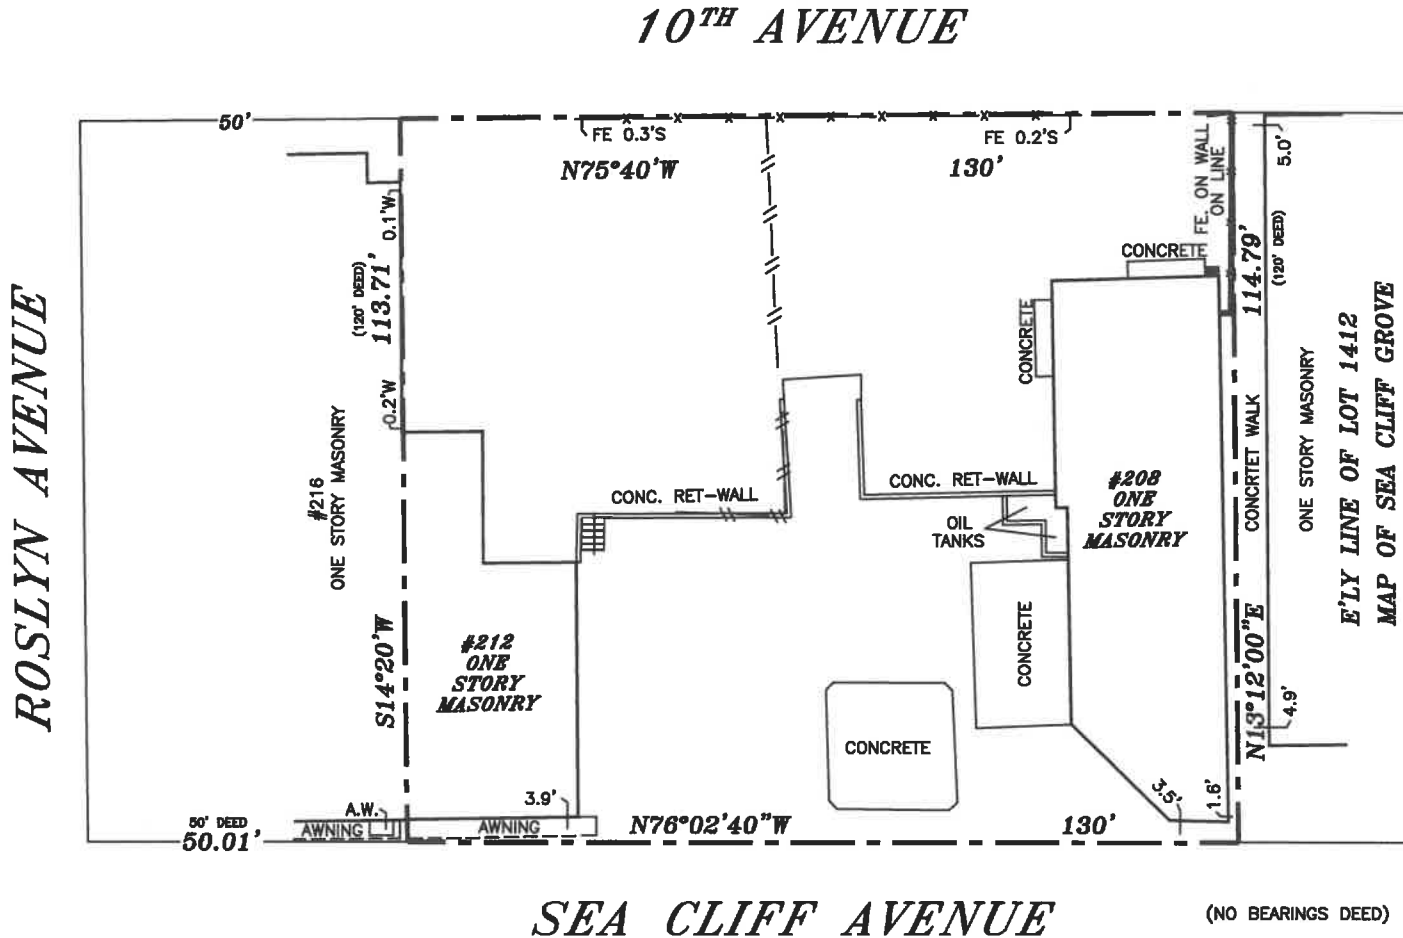 10TH AVENUE
50'
FE 0.3'S
FE 0.2'S
N75°40'W
130'
FE. ON WALL
ON LINE
5.0'
0.1'W
(120' DEED)
113.71'
0.2'W
CONCRETE
CONCRETE
114.79'
(120' DEED)
ROSLYN AVENUE
#216
ONE STORY MASONRY
CONC. RET-WALL
CONC. RET-WALL
OIL
TANKS
#208
ONE
STORY
MASONRY
CONCRTET WALK
ONE STORY MASONRY
E'LY LINE OF LOT 1412
MAP OF SEA CLIFF GROVE
S14°20'W
#212
ONE
STORY
MASONRY
CONCRETE
CONCRETE
N13°12'00"E
4.9'
3.5'
1.6'
50' DEED
50.01'
A.W.
AWNING
AWNING
3.9'
N76°02'40"W
130'
SEA CLIFF AVENUE
(NO BEARINGS DEED)